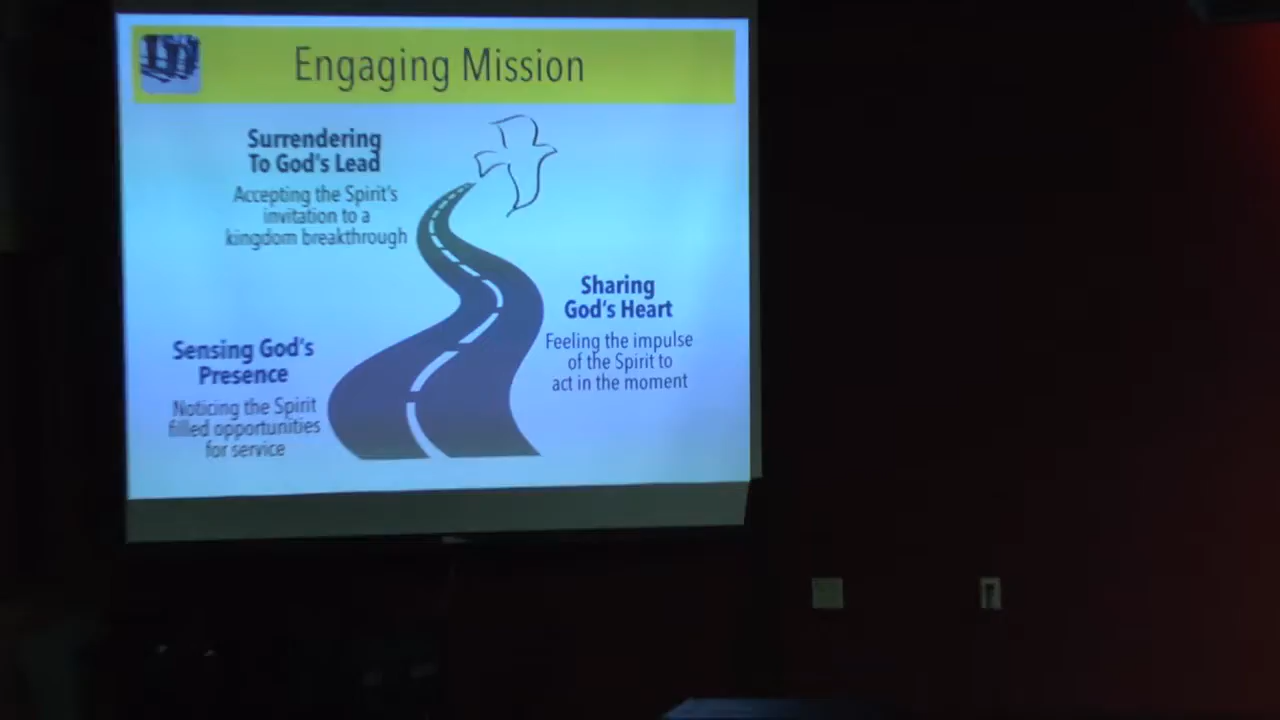 Engaging Mission
Surrendering
To God's Lead
Accepting the Spirit's
invitation to a
kingdom breakthrough
Sharing
God's Heart
Feeling the impulse
of the Spirit to
act in the moment
Sensing God's
Presence
Noticing the Spirit
filled opportunities
for service